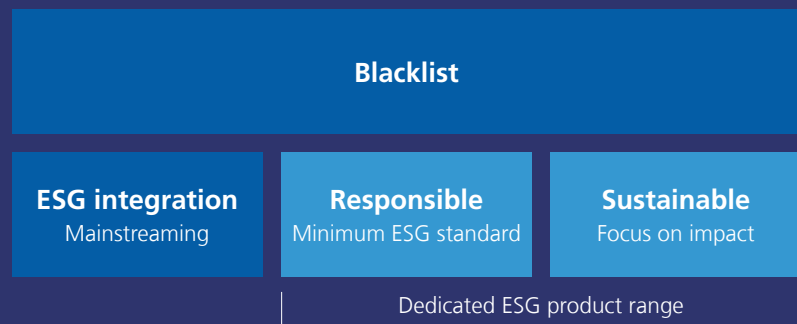 Blacklist
ESG integration
Mainstreaming
Responsible
Minimum ESG standard
Sustainable
Focus on impact
Dedicated ESG product range